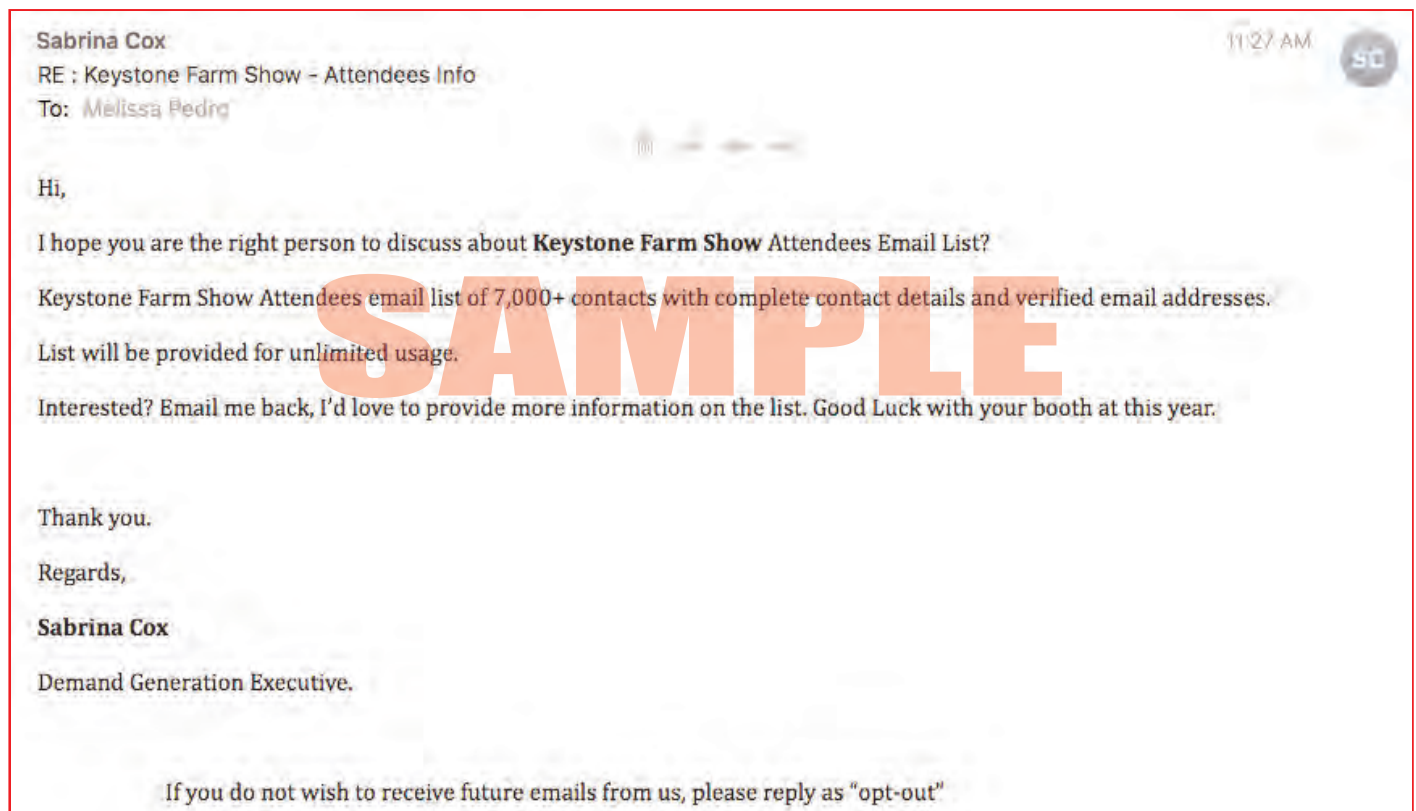 Sabrina Cox
11:27 AM
SC
RE : Keystone Farm Show - Attendees Info
To: Melissa Pedro
Hi,
I hope you are the right person to discuss about Keystone Farm Show Attendees Email List?
Keystone Farm Show Attendees email list of 7,000+ contacts with complete contact details and verified email addresses.
SAMPLE
List will be provided for unlimited usage.
Interested? Email me back, I'd love to provide more information on the list. Good Luck with your booth at this year.
Thank you.
Regards,
Sabrina Cox
Demand Generation Executive.
If you do not wish to receive future emails from us, please reply as "opt-out"